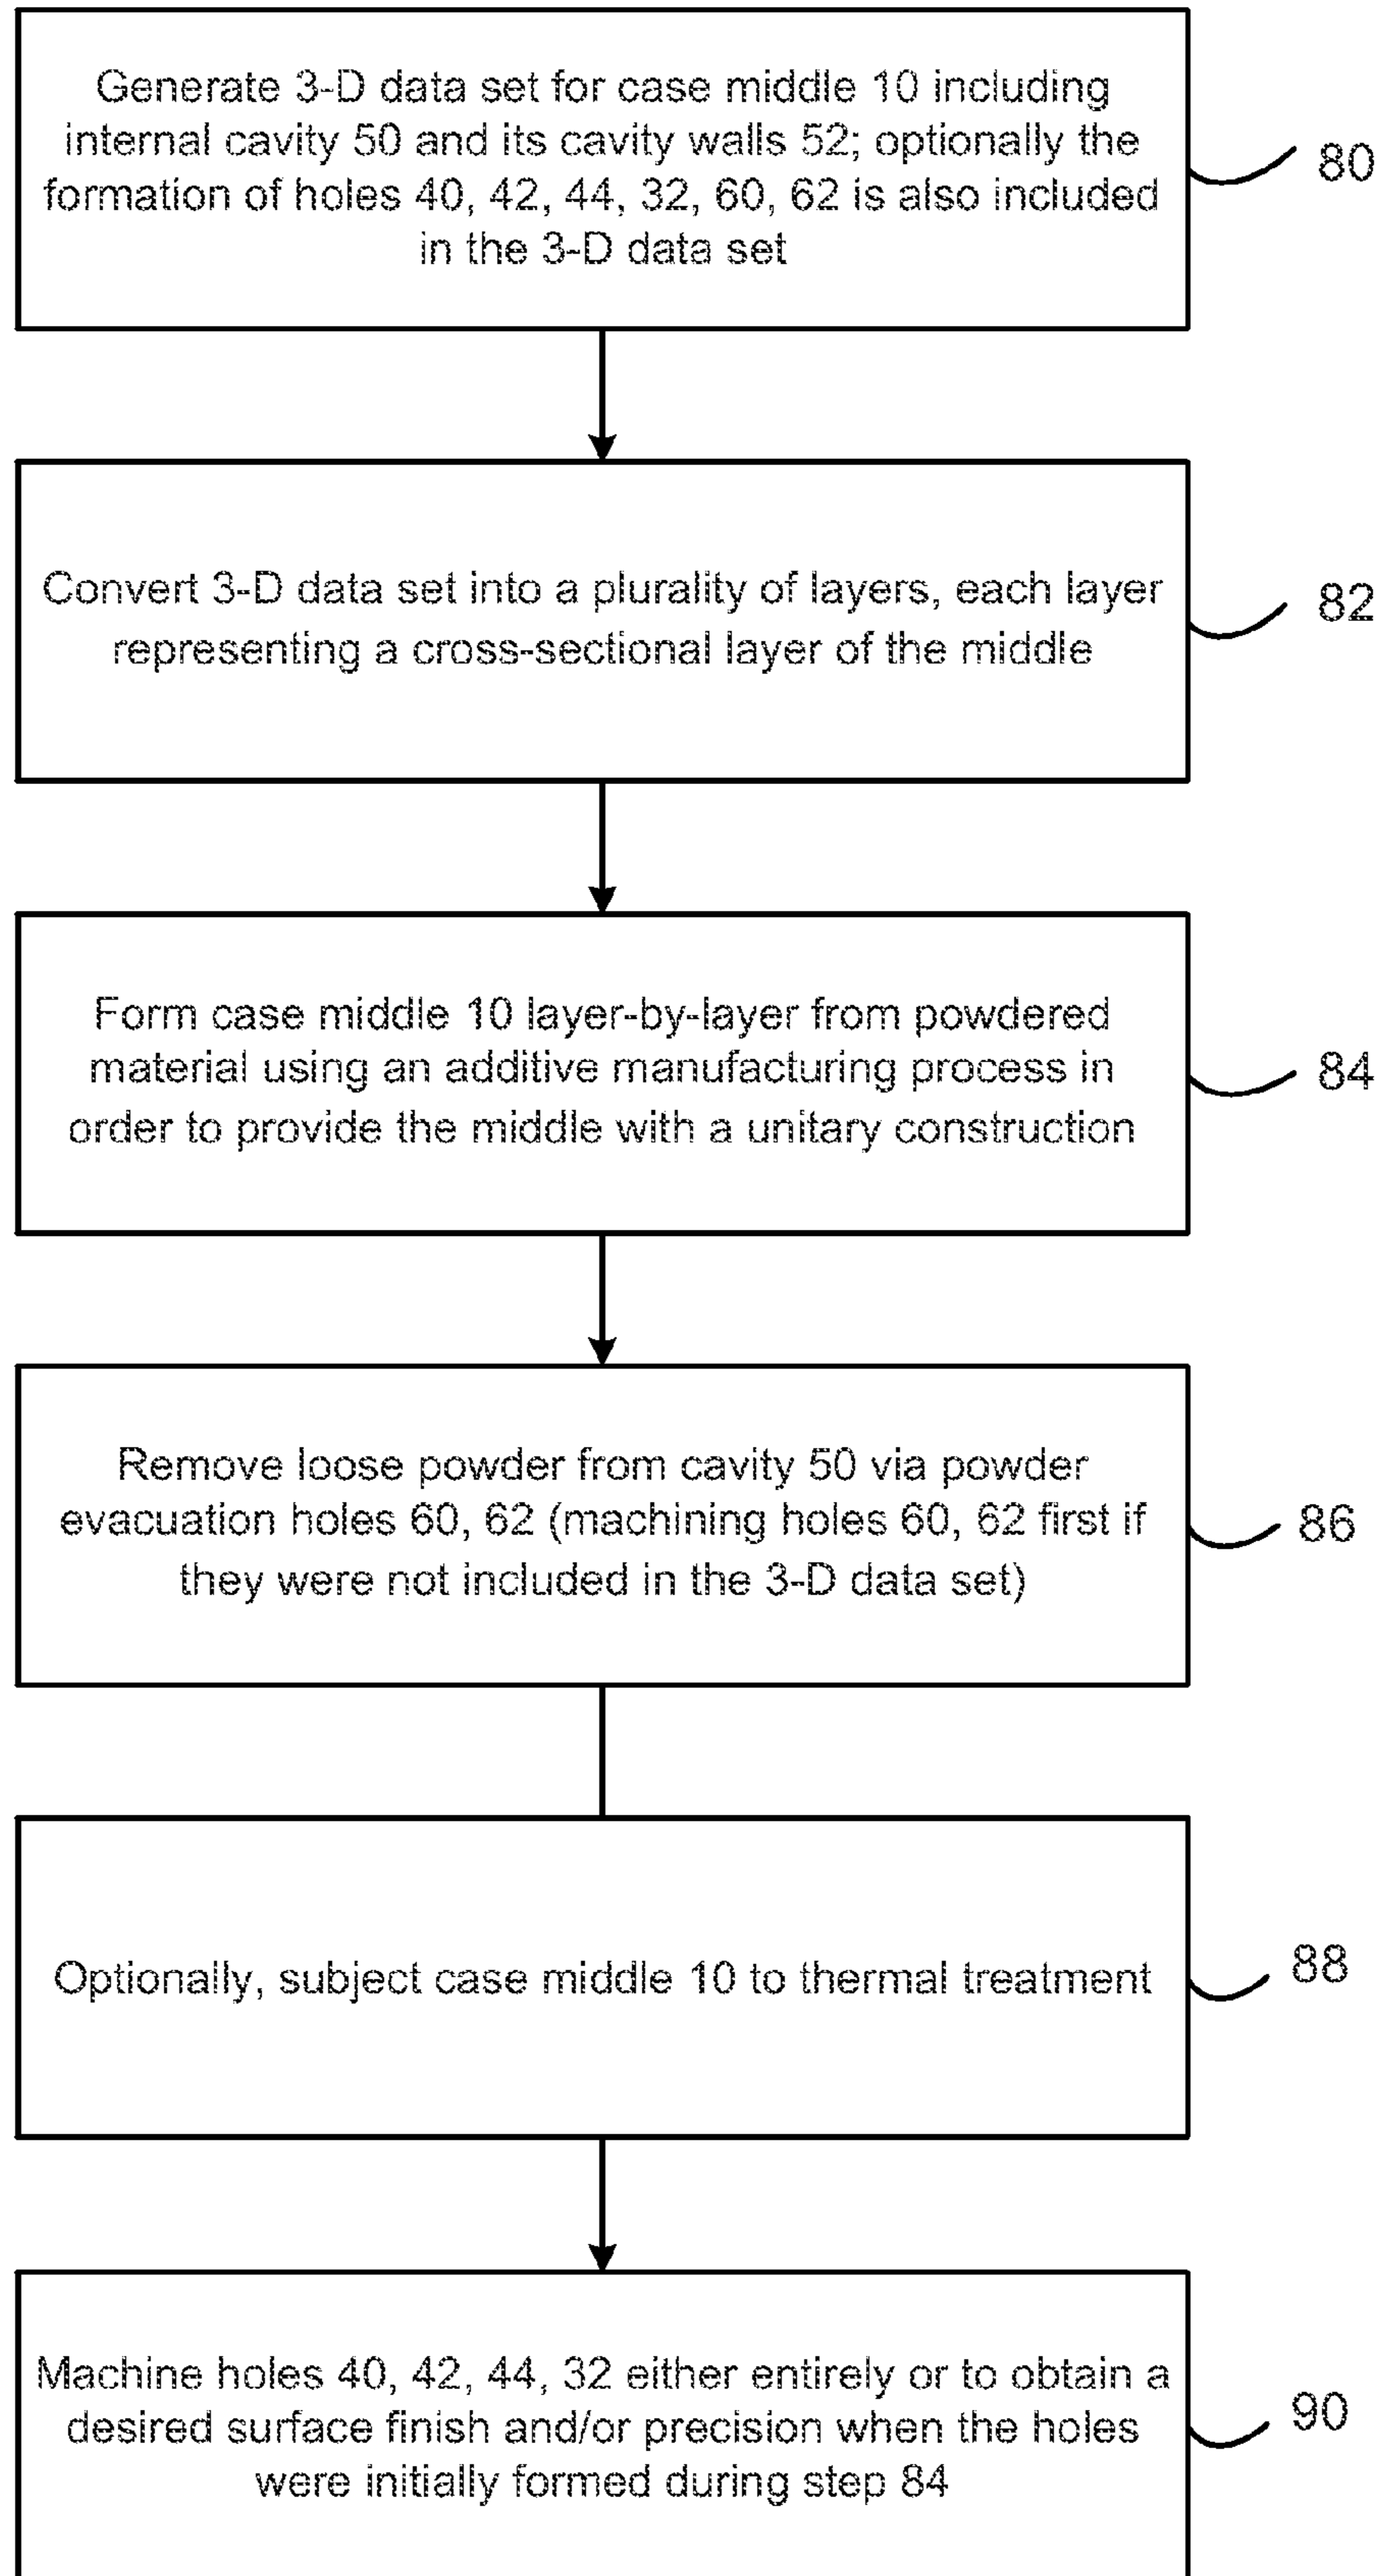 Generate 3-D data set for case middle 10 including
internal cavity 50 and its cavity walls 52; optionally the
formation of holes 40, 42, 44, 32, 60, 62 is also included
in the 3-D data set
80
Convert 3-D data set into a plurality of layers, each layer
representing a cross-sectional layer of the middle
82
Form case middle 10 layer-by-layer from powdered
material using an additive manufacturing process in
order to provide the middle with a unitary construction
84
Remove loose powder from cavity 50 via powder
evacuation holes 60, 62 (machining holes 60, 62 first if
they were not included in the 3-D data set)
86
Optionally, subject case middle 10 to thermal treatment
88
Machine holes 40, 42, 44, 32 either entirely or to obtain a
desired surface finish and/or precision when the holes
were initially formed during step 84
90